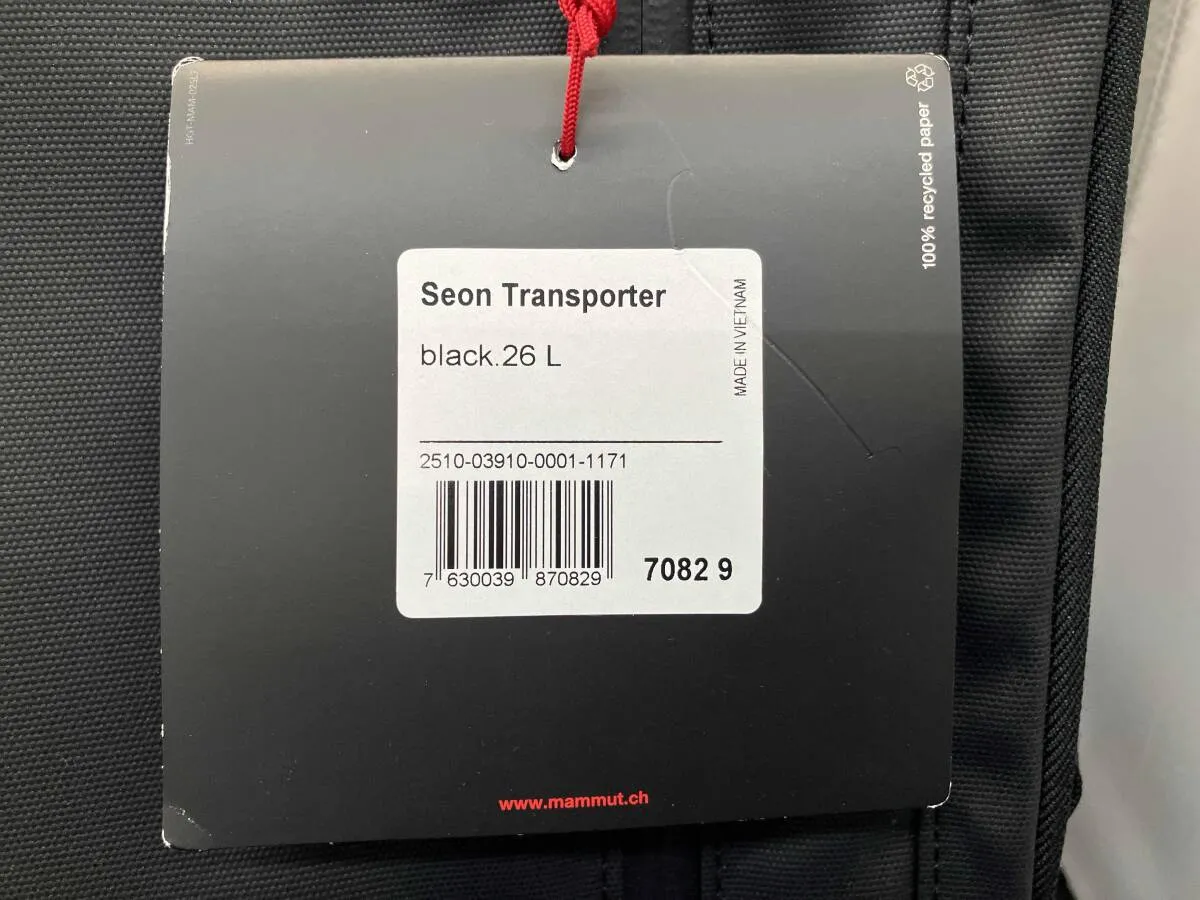 100% recycled paper
Seon Transporter
MADE IN VIETNAM
black.26 L
2510-03910-0001-1171
7 630039 870829
7082 9
www.mammut.ch